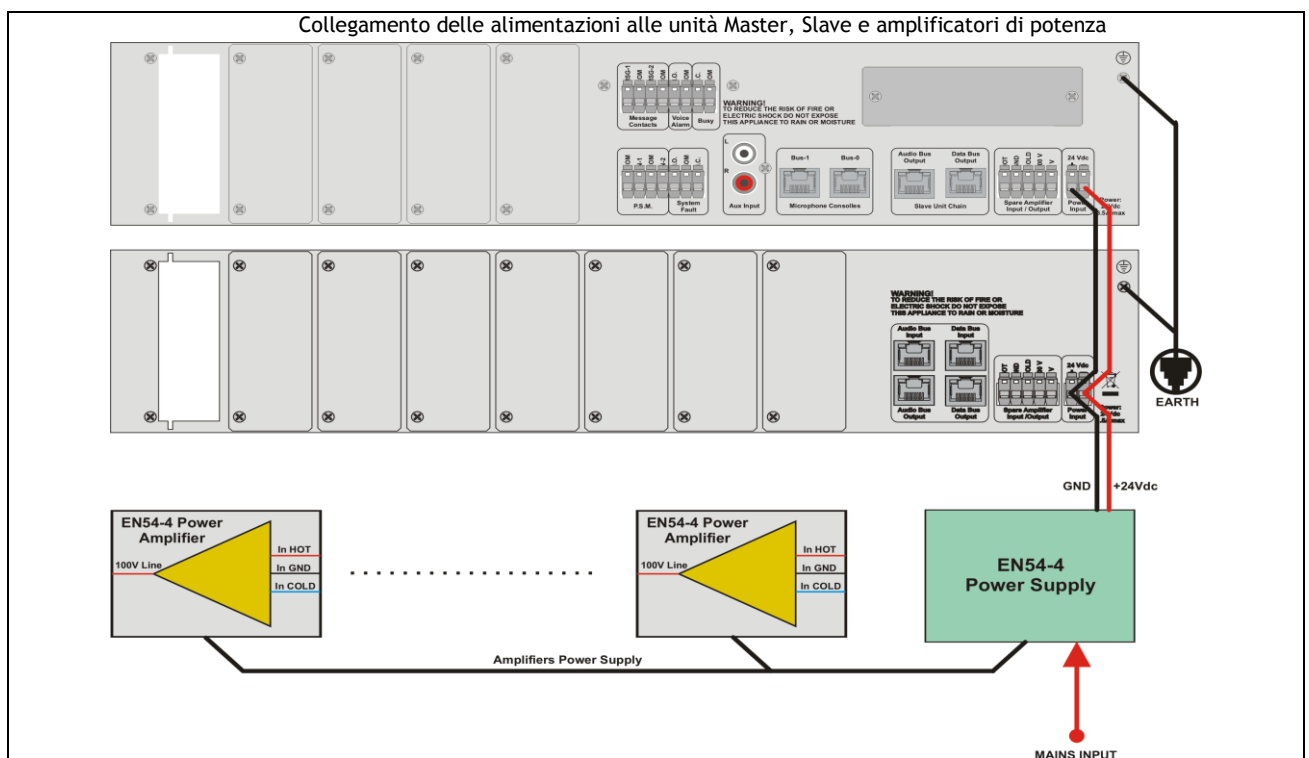 Collegamento delle alimentazioni alle unità Master, Slave e amplificatori di potenza
Message
Contacts
Voice
Alarm
Busy
WARNING!
TO REDUCE THE RISK OF FIRE OR
ELECTRIC SHOCK DO NOT EXPOSE
THIS APPLIANCE TO RAIN OR MOISTURE
P.S.M.
System
Fault
L
R
Aux Input
Bus-1
Bus-0
Microphone Consolles
Audio Bus
Output
Data Bus
Output
Slave Unit Chain
Spare Amplifier
Input / Output
24 Vdc
Power
Input
WARNING!
TO REDUCE THE RISK OF FIRE OR
ELECTRIC SHOCK DO NOT EXPOSE
THIS APPLIANCE TO RAIN OR MOISTURE
Audio Bus
Input
Data Bus
Input
Audio Bus
Output
Data Bus
Output
Spare Amplifier
Input /Output
24 Vdc
Power
Input
EARTH
GND
+24Vdc
EN54-4 Power
Amplifier
100V Line
In HOT
In GND
In COLD
EN54-4 Power
Amplifier
100V Line
In HOT
In GND
In COLD
EN54-4
Power Supply
Amplifiers Power Supply
MAINS INPUT